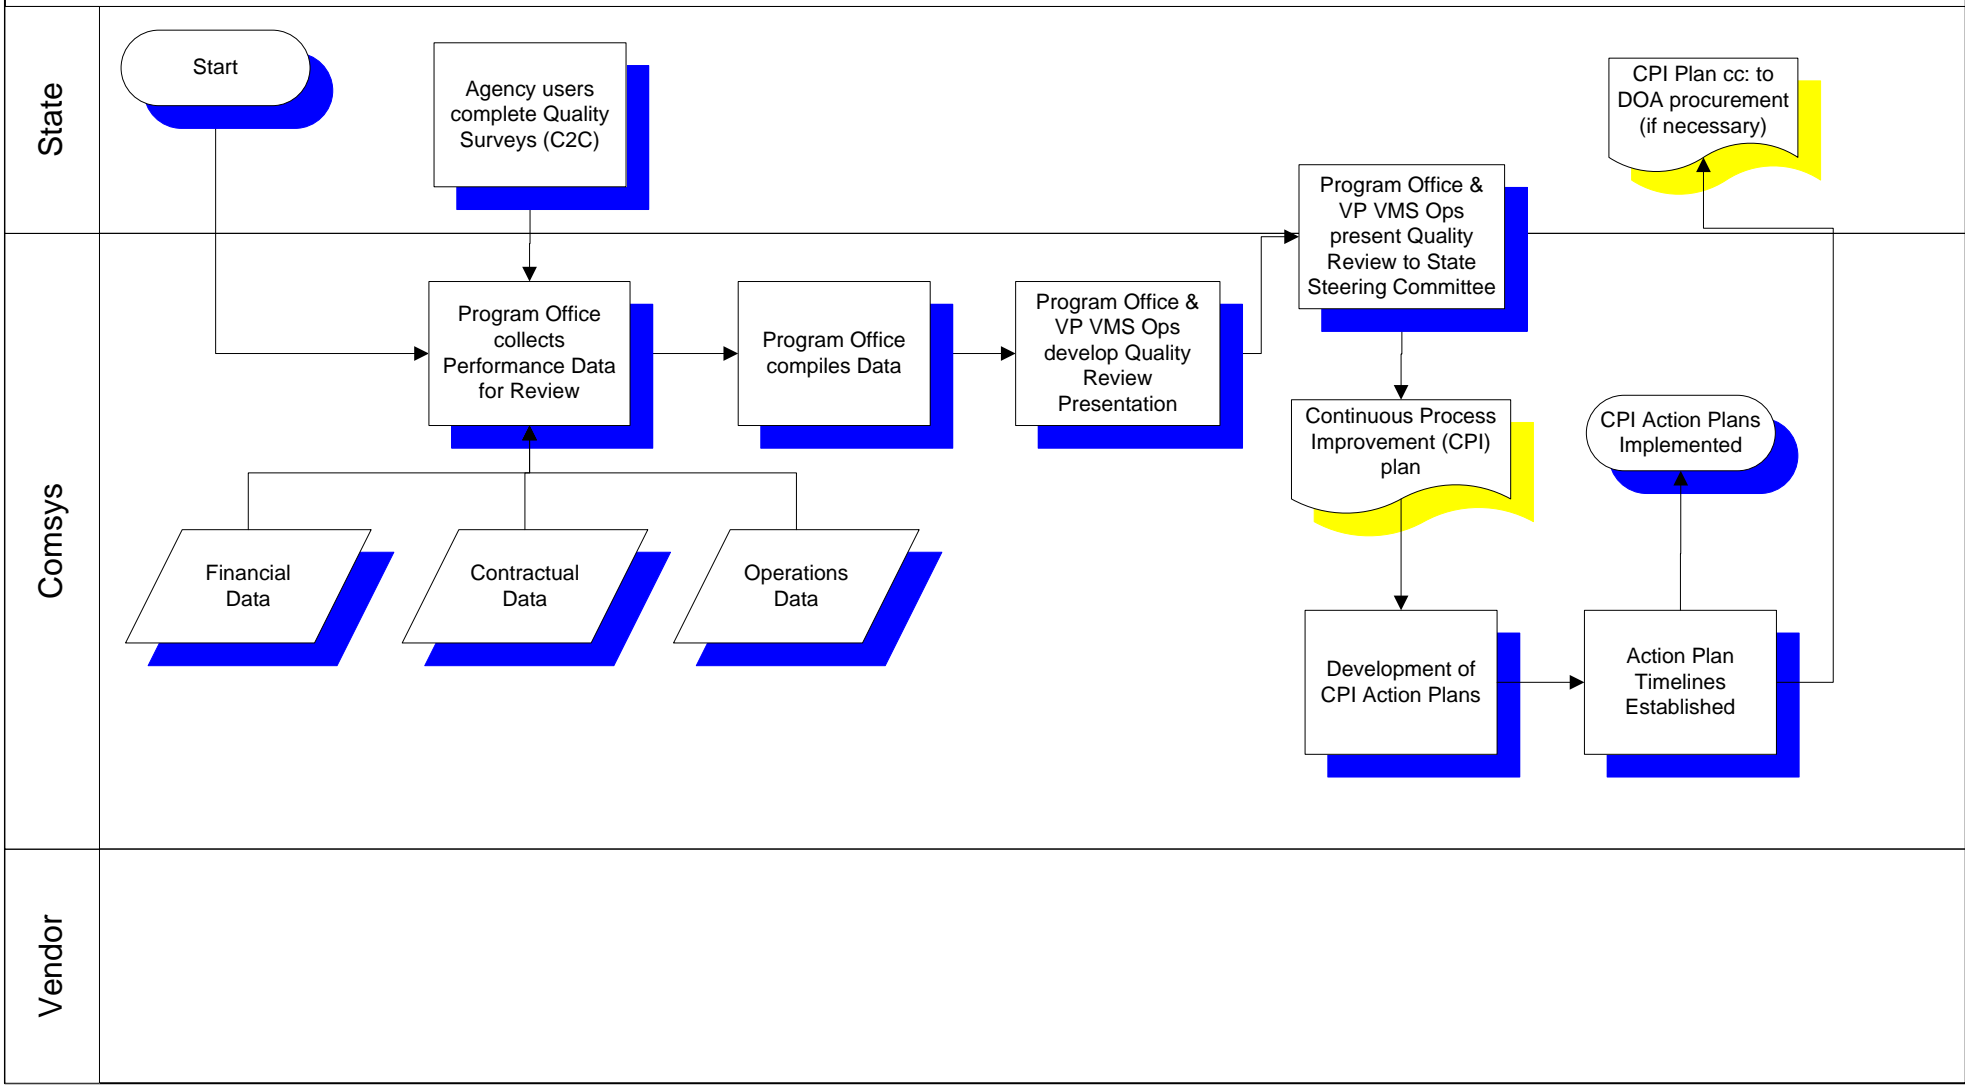 State
Start
Agency users
complete Quality
Surveys (C2C)
CPI Plan cc: to
DOA procurement
(if necessary)
Program Office &
VP VMS Ops
present Quality
Review to State
Steering Committee
Comsys
Program Office
collects
Performance Data
for Review
Program Office
compiles Data
Program Office &
VP VMS Ops
develop Quality
Review
Presentation
Continuous Process
Improvement (CPI)
plan
CPI Action Plans
Implemented
Financial
Data
Contractual
Data
Operations
Data
Development of
CPI Action Plans
Action Plan
Timelines
Established
Vendor